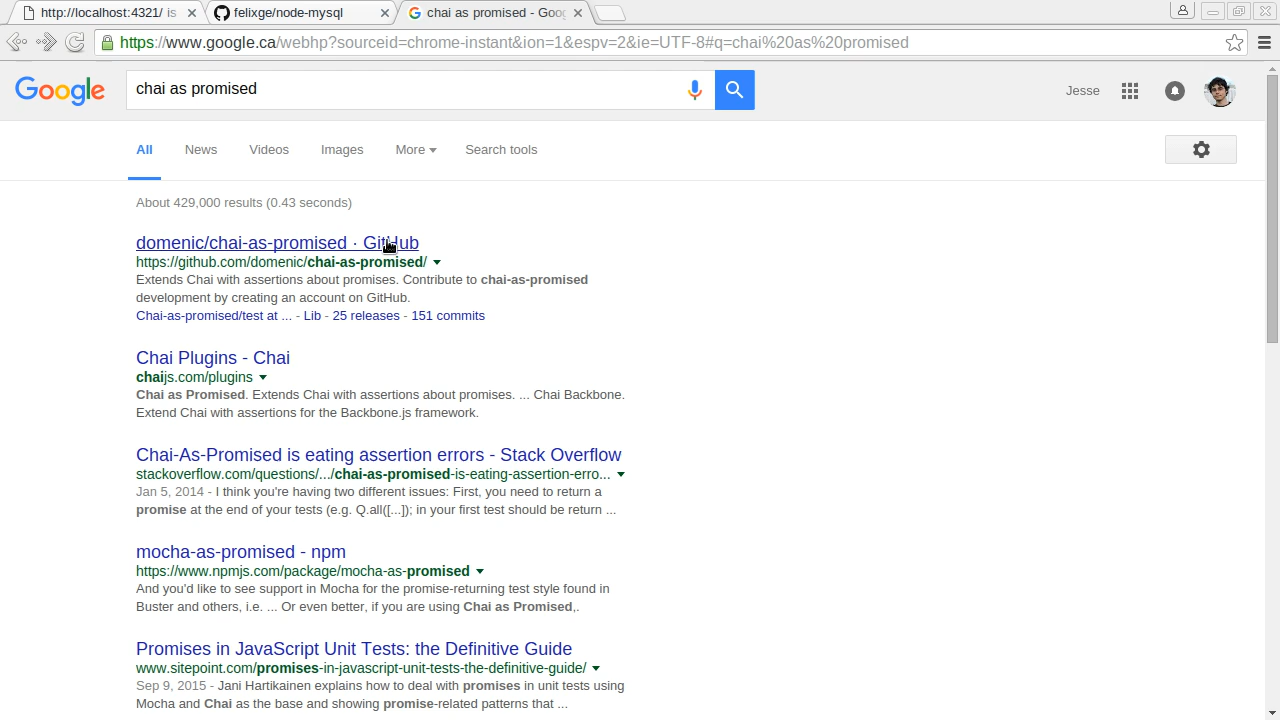 http://localhost:4321/ is
felixge/node-mysql
chai as promised - Goog
https://www.google.ca/webhp?sourceid=chrome-instant&ion=1&espv=2&ie=UTF-8#q=chai%20as%20promised
Google
chai as promised
Jesse
All News Videos Images More Search tools
About 429,000 results (0.43 seconds)
domenic/chai-as-promised · GitHub
https://github.com/domenic/chai-as-promised/
Extends Chai with assertions about promises. Contribute to chai-as-promised
development by creating an account on GitHub.
Chai-as-promised/test at ... - Lib - 25 releases - 151 commits
Chai Plugins - Chai
chaijs.com/plugins
Chai as Promised. Extends Chai with assertions about promises. ... Chai Backbone.
Extend Chai with assertions for the Backbone.js framework.
Chai-As-Promised is eating assertion errors - Stack Overflow
stackoverflow.com/questions/.../chai-as-promised-is-eating-assertion-erro...
Jan 5, 2014 - I think you're having two different issues: First, you need to return a
promise at the end of your tests (e.g. Q.all([...]); in your first test should be return ...
mocha-as-promised - npm
https://www.npmjs.com/package/mocha-as-promised
And you'd like to see support in Mocha for the promise-returning test style found in
Buster and others, i.e. ... Or even better, if you are using Chai as Promised,.
Promises in JavaScript Unit Tests: the Definitive Guide
www.sitepoint.com/promises-in-javascript-unit-tests-the-definitive-guide/
Sep 9, 2015 - Jani Hartikainen explains how to deal with promises in unit tests using
Mocha and Chai as the base and showing promise-related patterns that ...